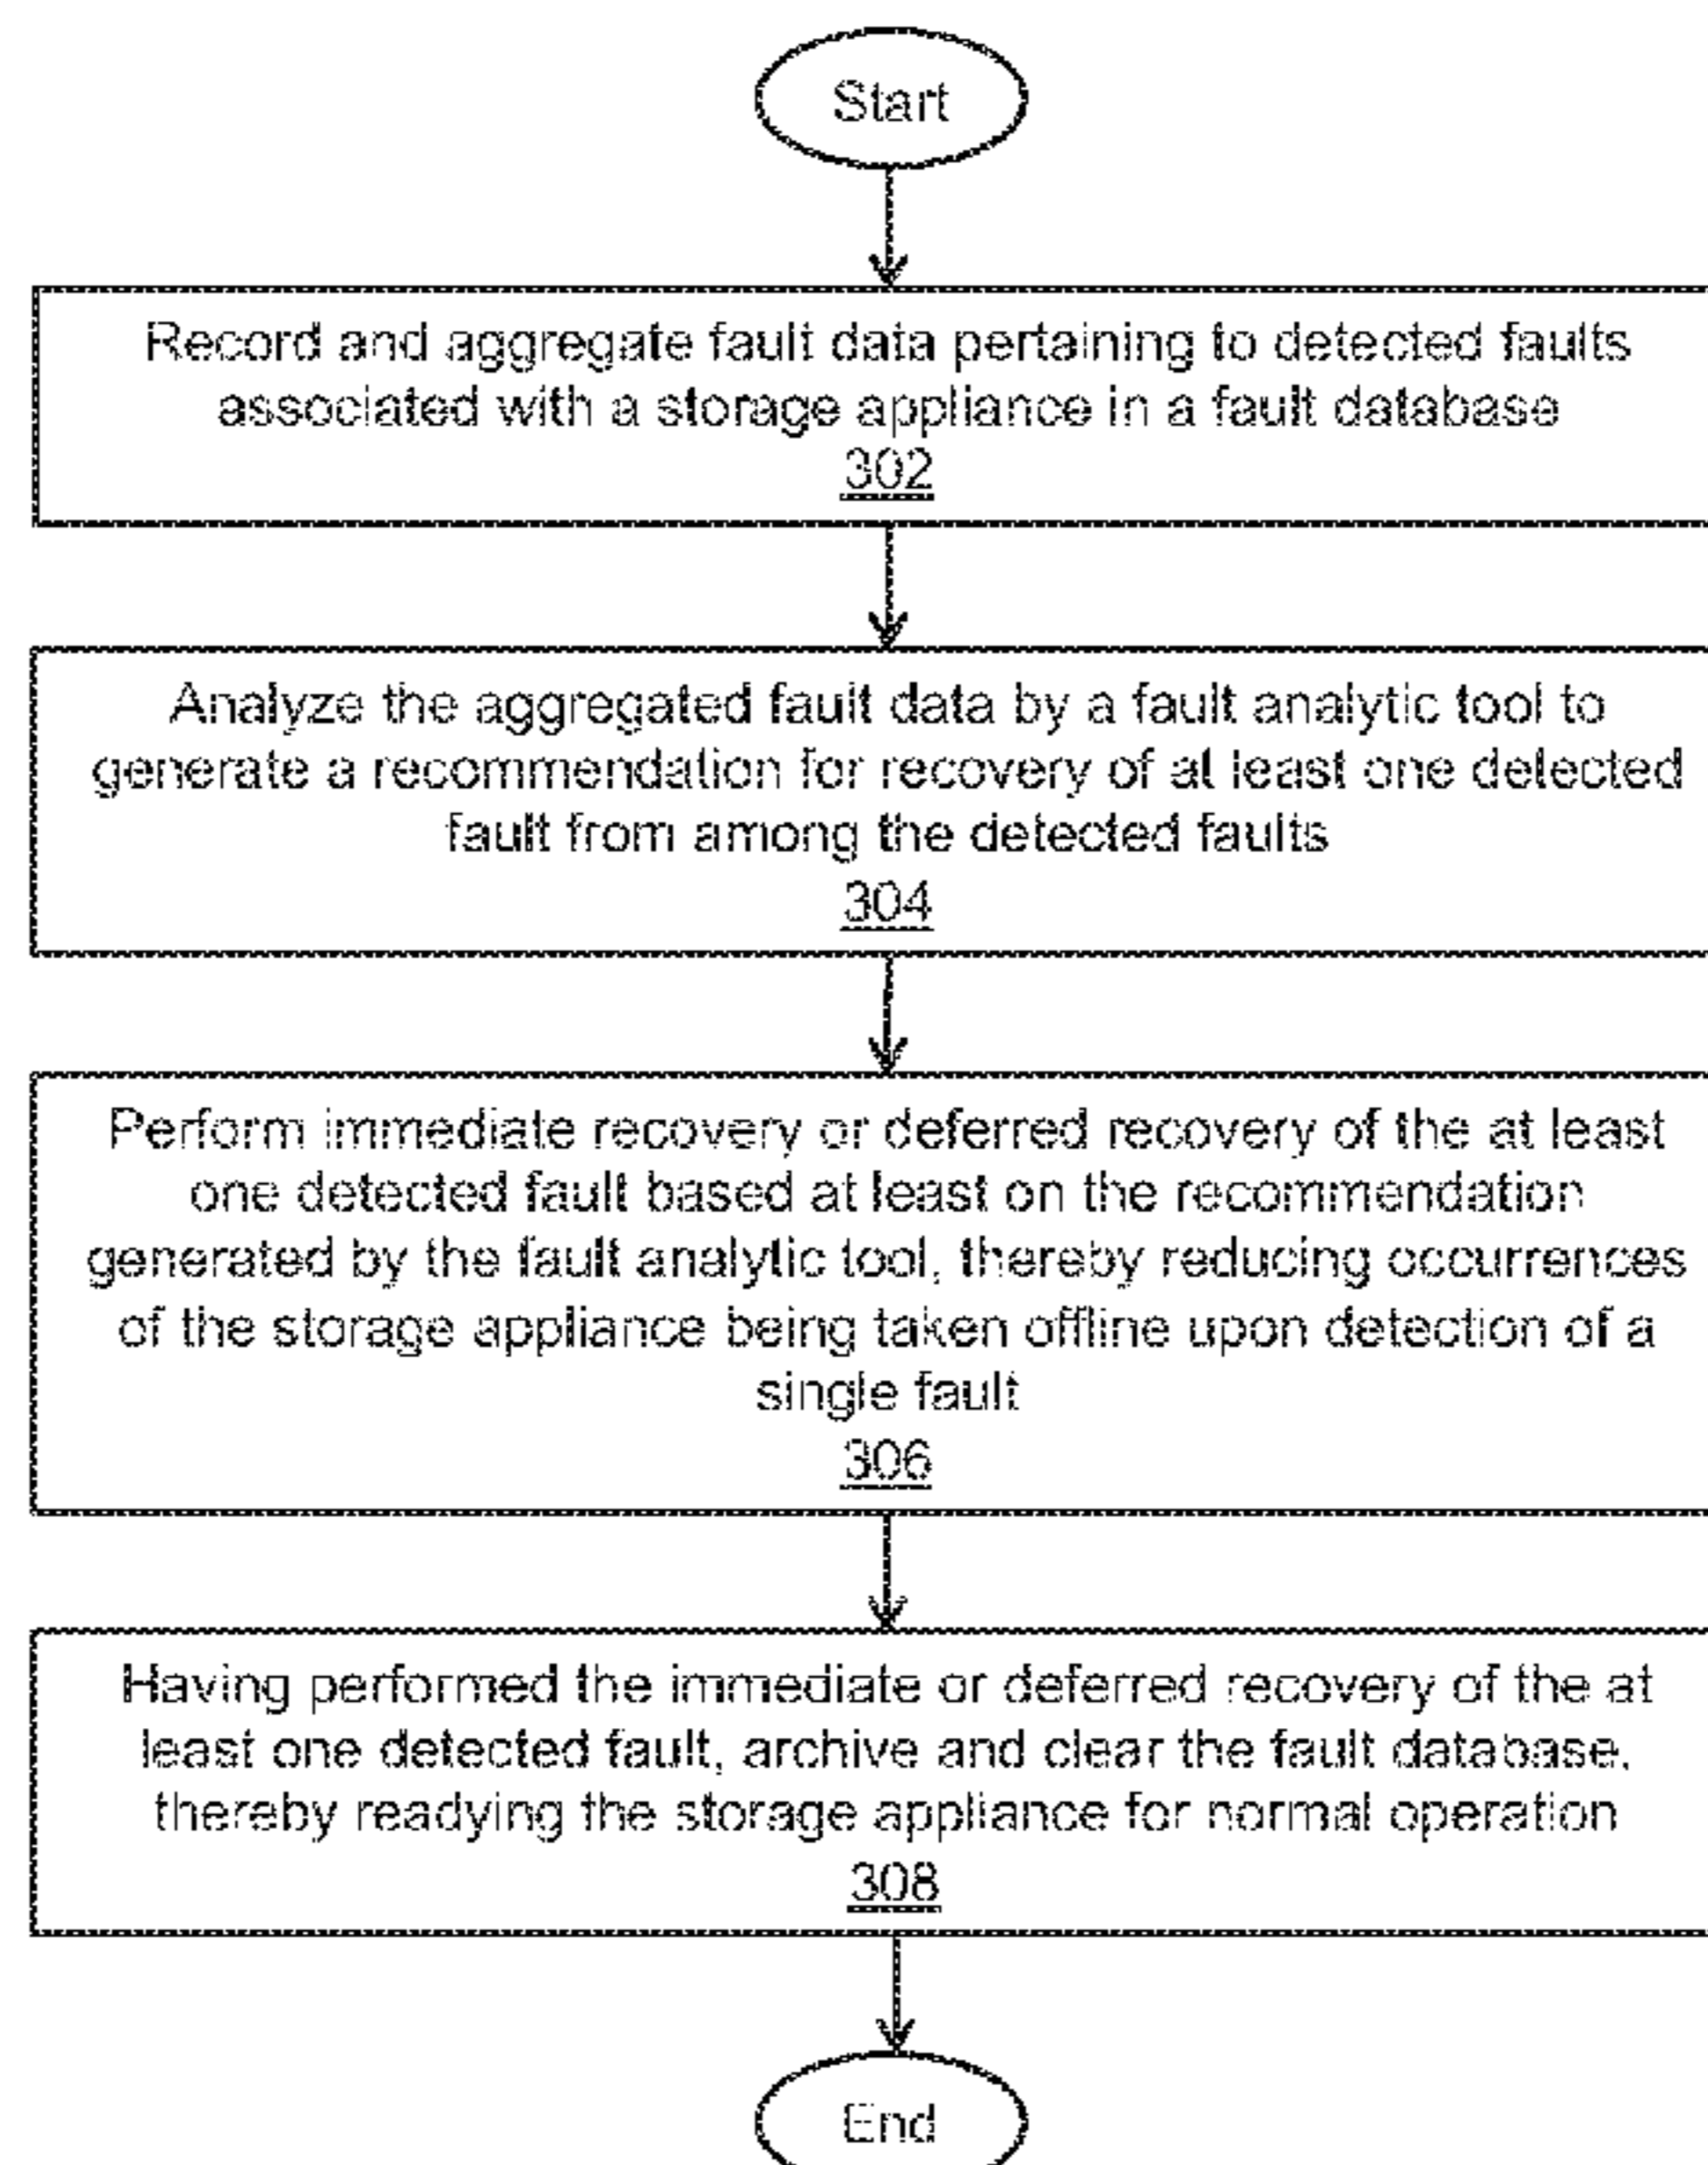 Start
Record and aggregate fault data pertaining to detected faults
associated with a storage appliance in a fault database
302
Analyze the aggregated fault data by a fault analytic tool to
generate a recommendation for recovery of at least one detected
fault from among the detected faults
304
Perform immediate recovery or deferred recovery of the at least
one detected fault based at least on the recommendation
generated by the fault analytic tool, thereby reducing occurrences
of the storage appliance being taken offline upon detection of a
single fault
306
Having performed the immediate or deferred recovery of the at
least one detected fault, archive and clear the fault database,
thereby readying the storage appliance for normal operation
308
End